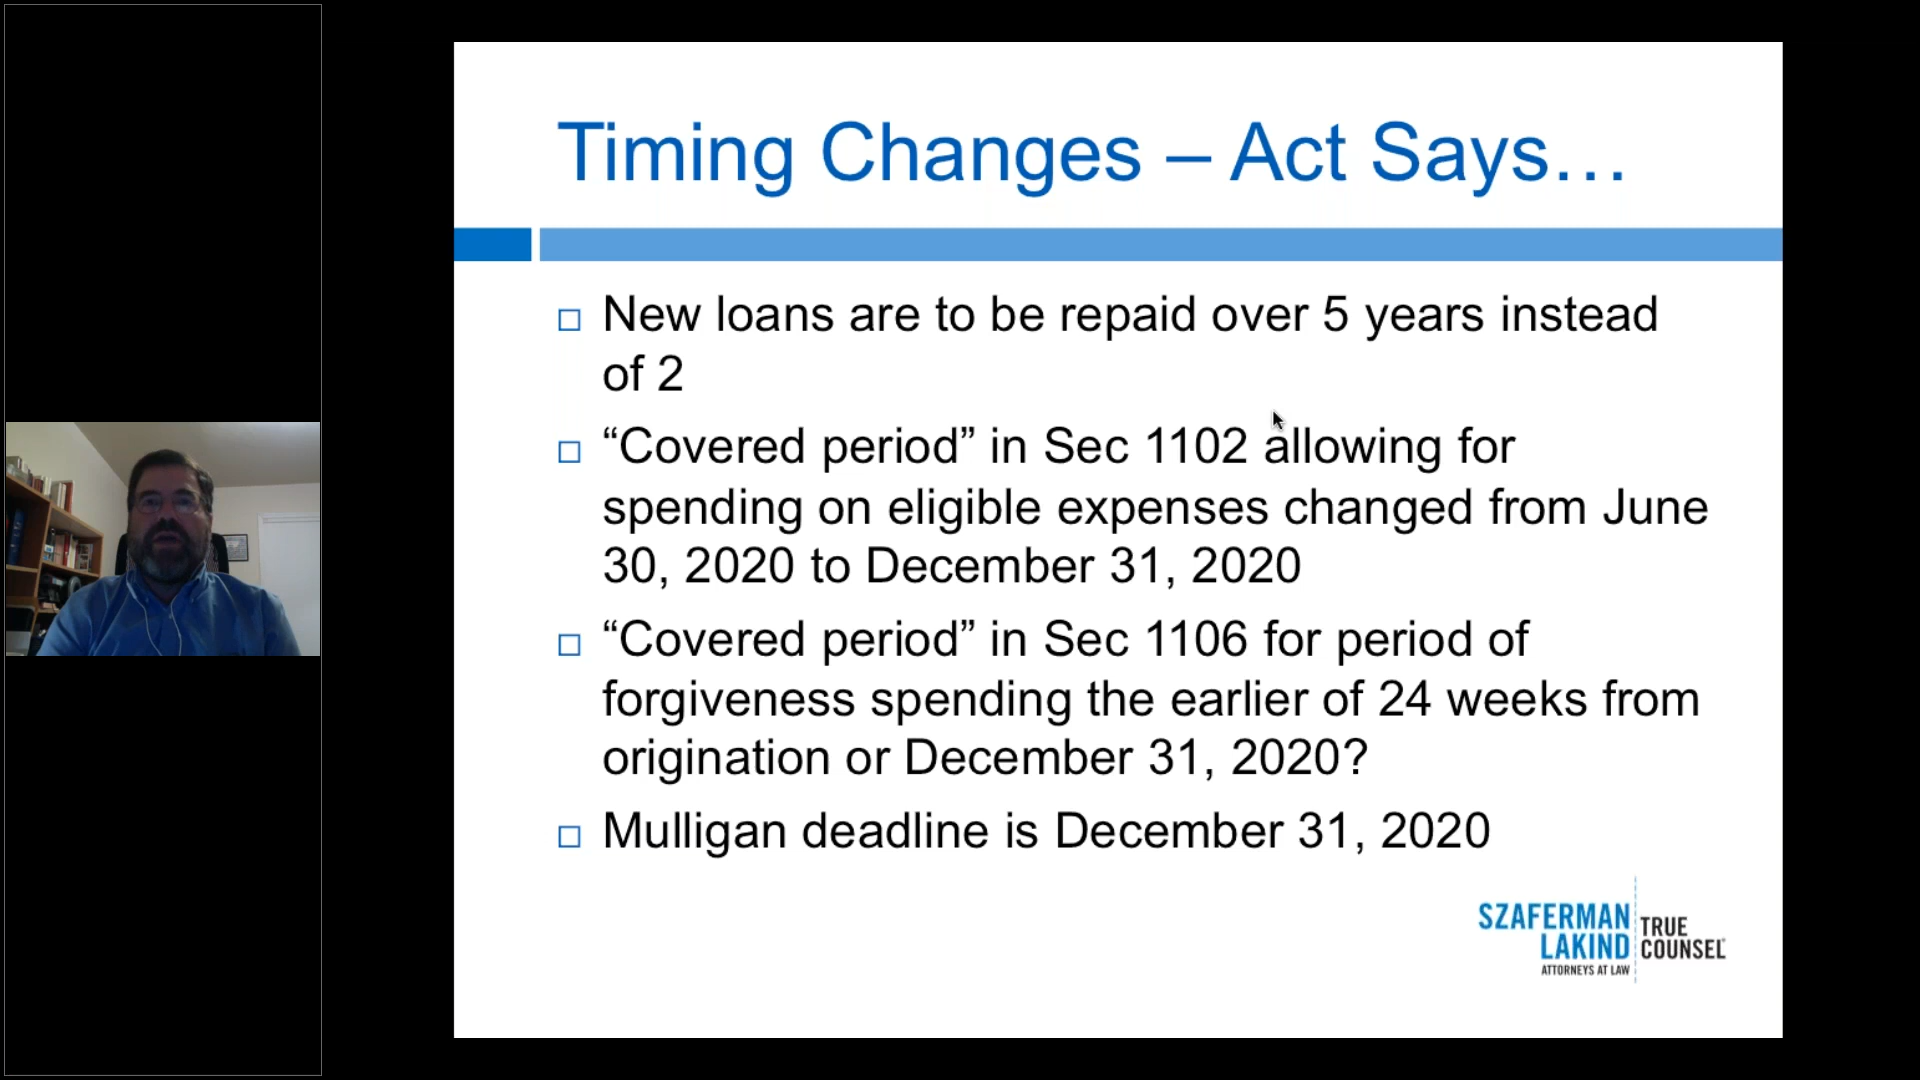 Timing Changes – Act Says…
New loans are to be repaid over 5 years instead
of 2
“Covered period” in Sec 1102 allowing for
spending on eligible expenses changed from June
30, 2020 to December 31, 2020
“Covered period” in Sec 1106 for period of
forgiveness spending the earlier of 24 weeks from
origination or December 31, 2020?
Mulligan deadline is December 31, 2020
SZAFERMAN
LAKIND
ATTORNEYS AT LAW
TRUE
COUNSEL